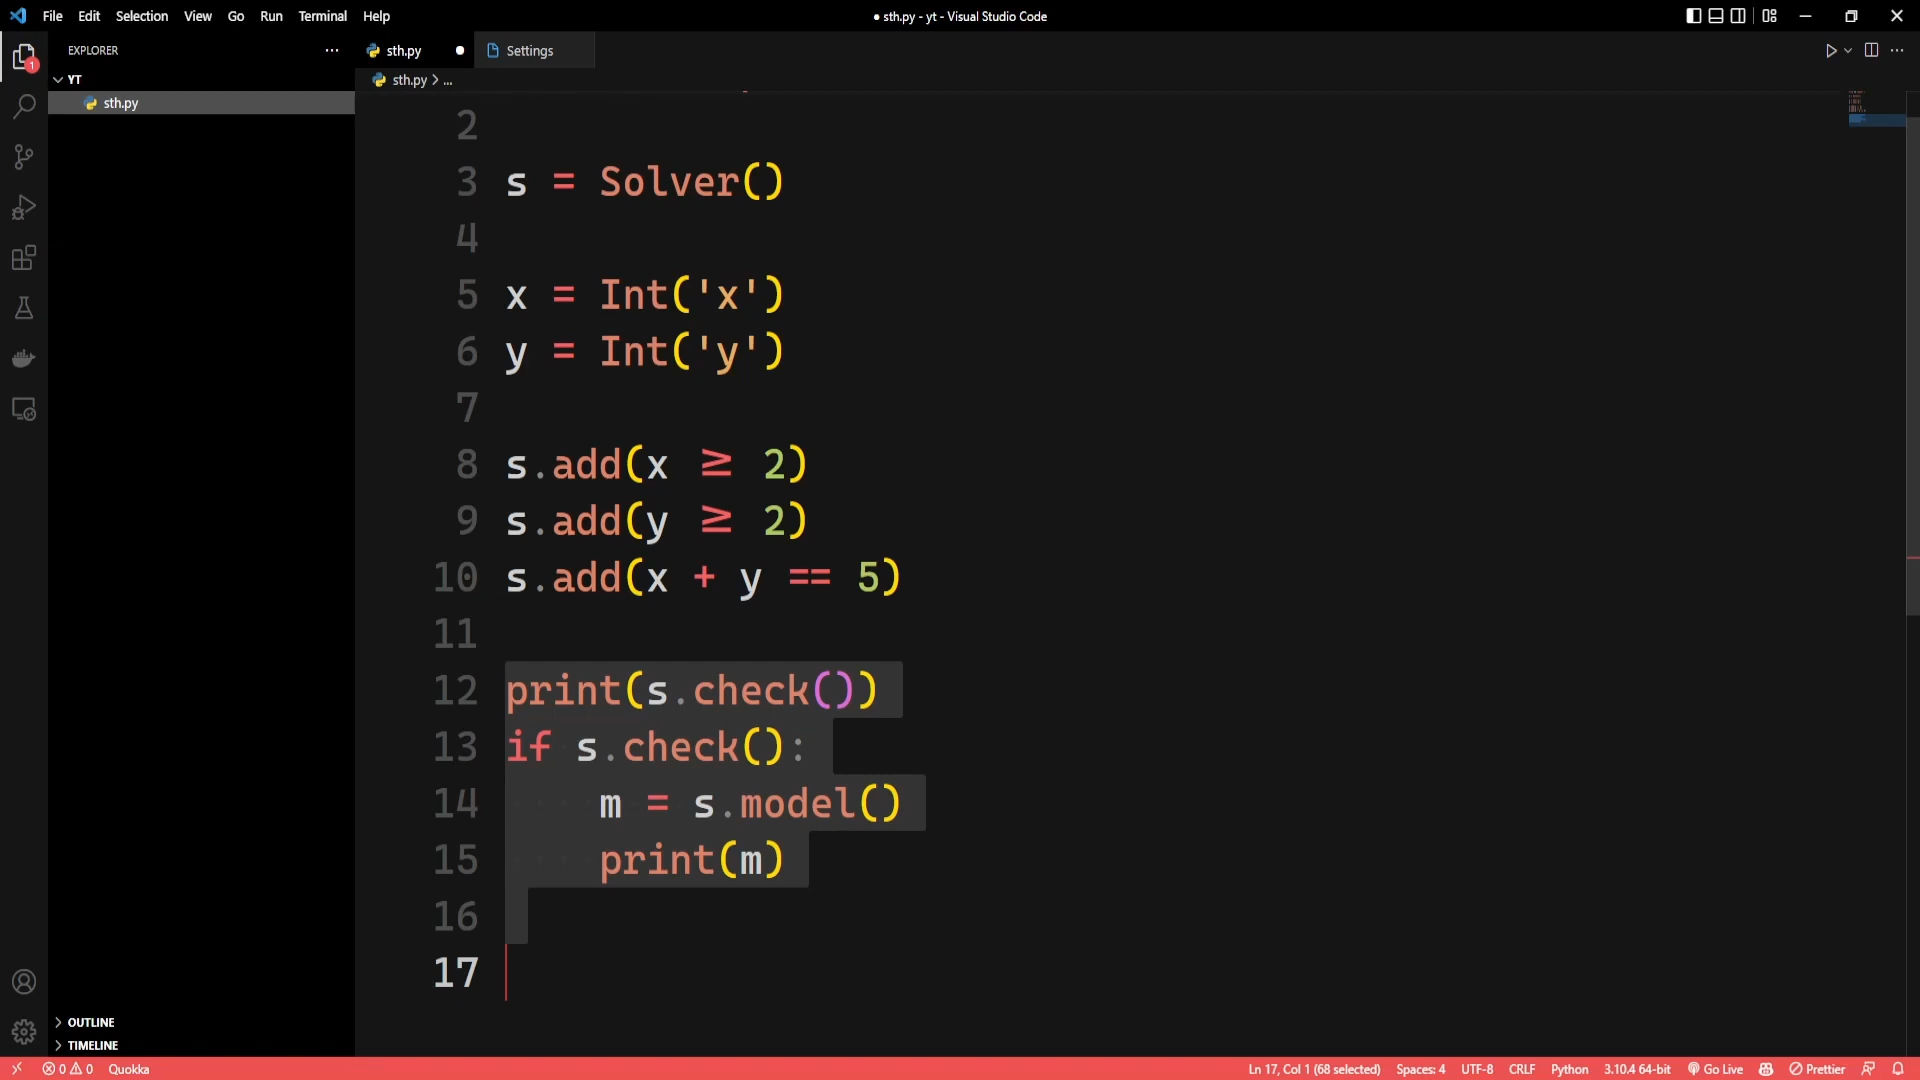 File Edit Selection View Go Run Terminal Help
● sth.py - yt - Visual Studio Code
EXPLORER
1
YT
sth.py
sth.py
Settings
sth.py > ...
2
3 s = Solver()
4
5 x = Int('x')
6 y = Int('y')
7
8 s.add(x ≥ 2)
9 s.add(y ≥ 2)
10 s.add(x + y == 5)
11
12 print(s.check())
13 if s.check():
14 m = s.model()
15 print(m)
16
17
OUTLINE
TIMELINE
0 0 Quokka
Ln 17, Col 1 (68 selected) Spaces: 4 UTF-8 CRLF Python 3.10.4 64-bit Go Live Prettier